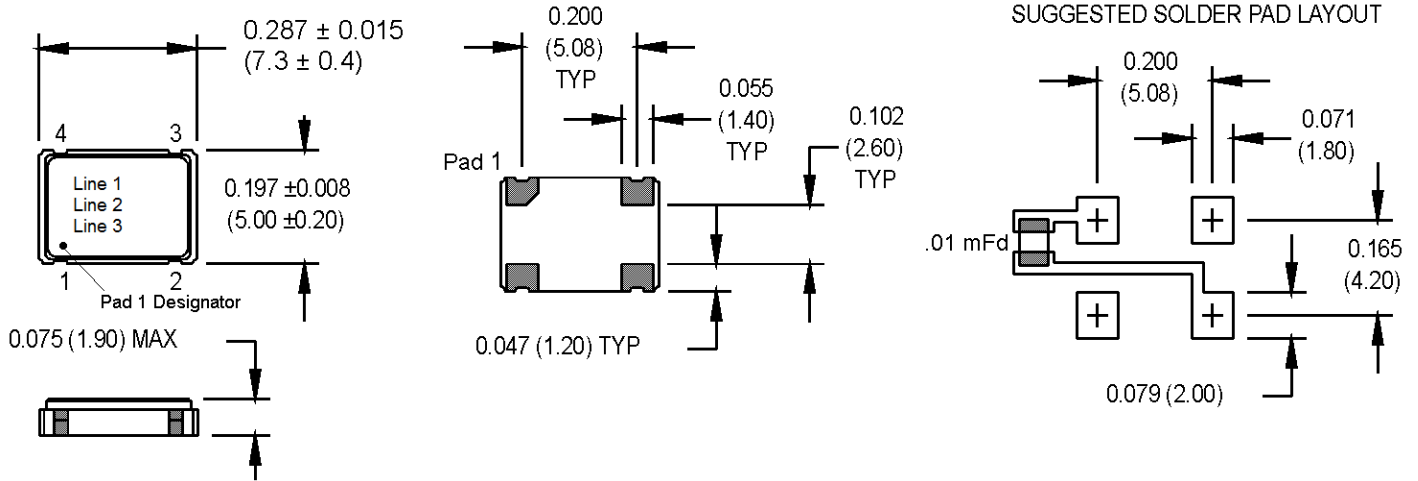 0.287 ± 0.015
(7.3 ± 0.4)
4
3
Line 1
Line 2
Line 3
0.197 ±0.008
(5.00 ±0.20)
1
2
Pad 1 Designator
0.075 (1.90) MAX
0.200
(5.08)
TYP
0.055
(1.40)
TYP
0.102
(2.60)
TYP
Pad 1
0.047 (1.20) TYP
SUGGESTED SOLDER PAD LAYOUT
0.200
(5.08)
0.071
(1.80)
.01 mFd
0.165
(4.20)
0.079 (2.00)